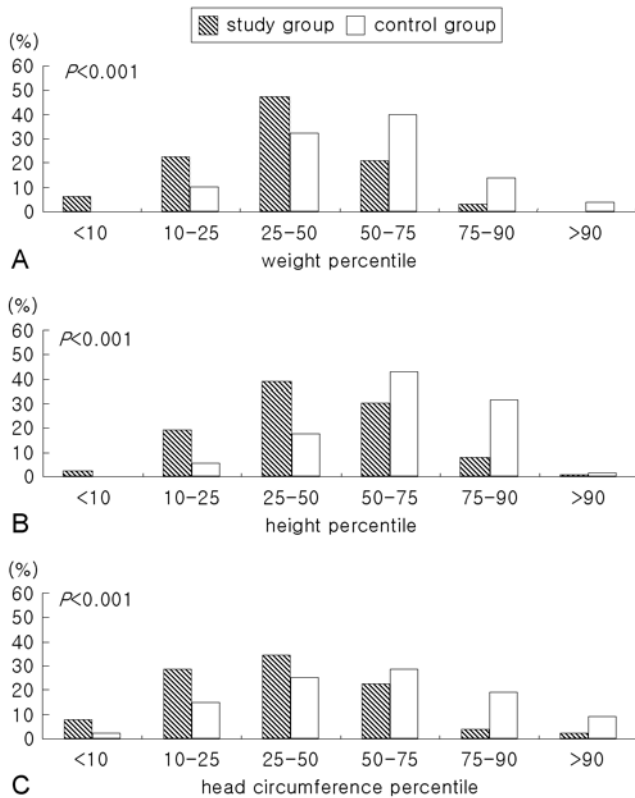 study group control group
(%)
P<0.001
60
50
40
30
20
10
0
<10 10-25 25-50 50-75 75-90 >90
A
weight percentile
(%)
P<0.001
60
50
40
30
20
10
0
<10 10-25 25-50 50-75 75-90 >90
B
height percentile
(%)
P<0.001
60
50
40
30
20
10
0
<10 10-25 25-50 50-75 75-90 >90
C
head circumference percentile